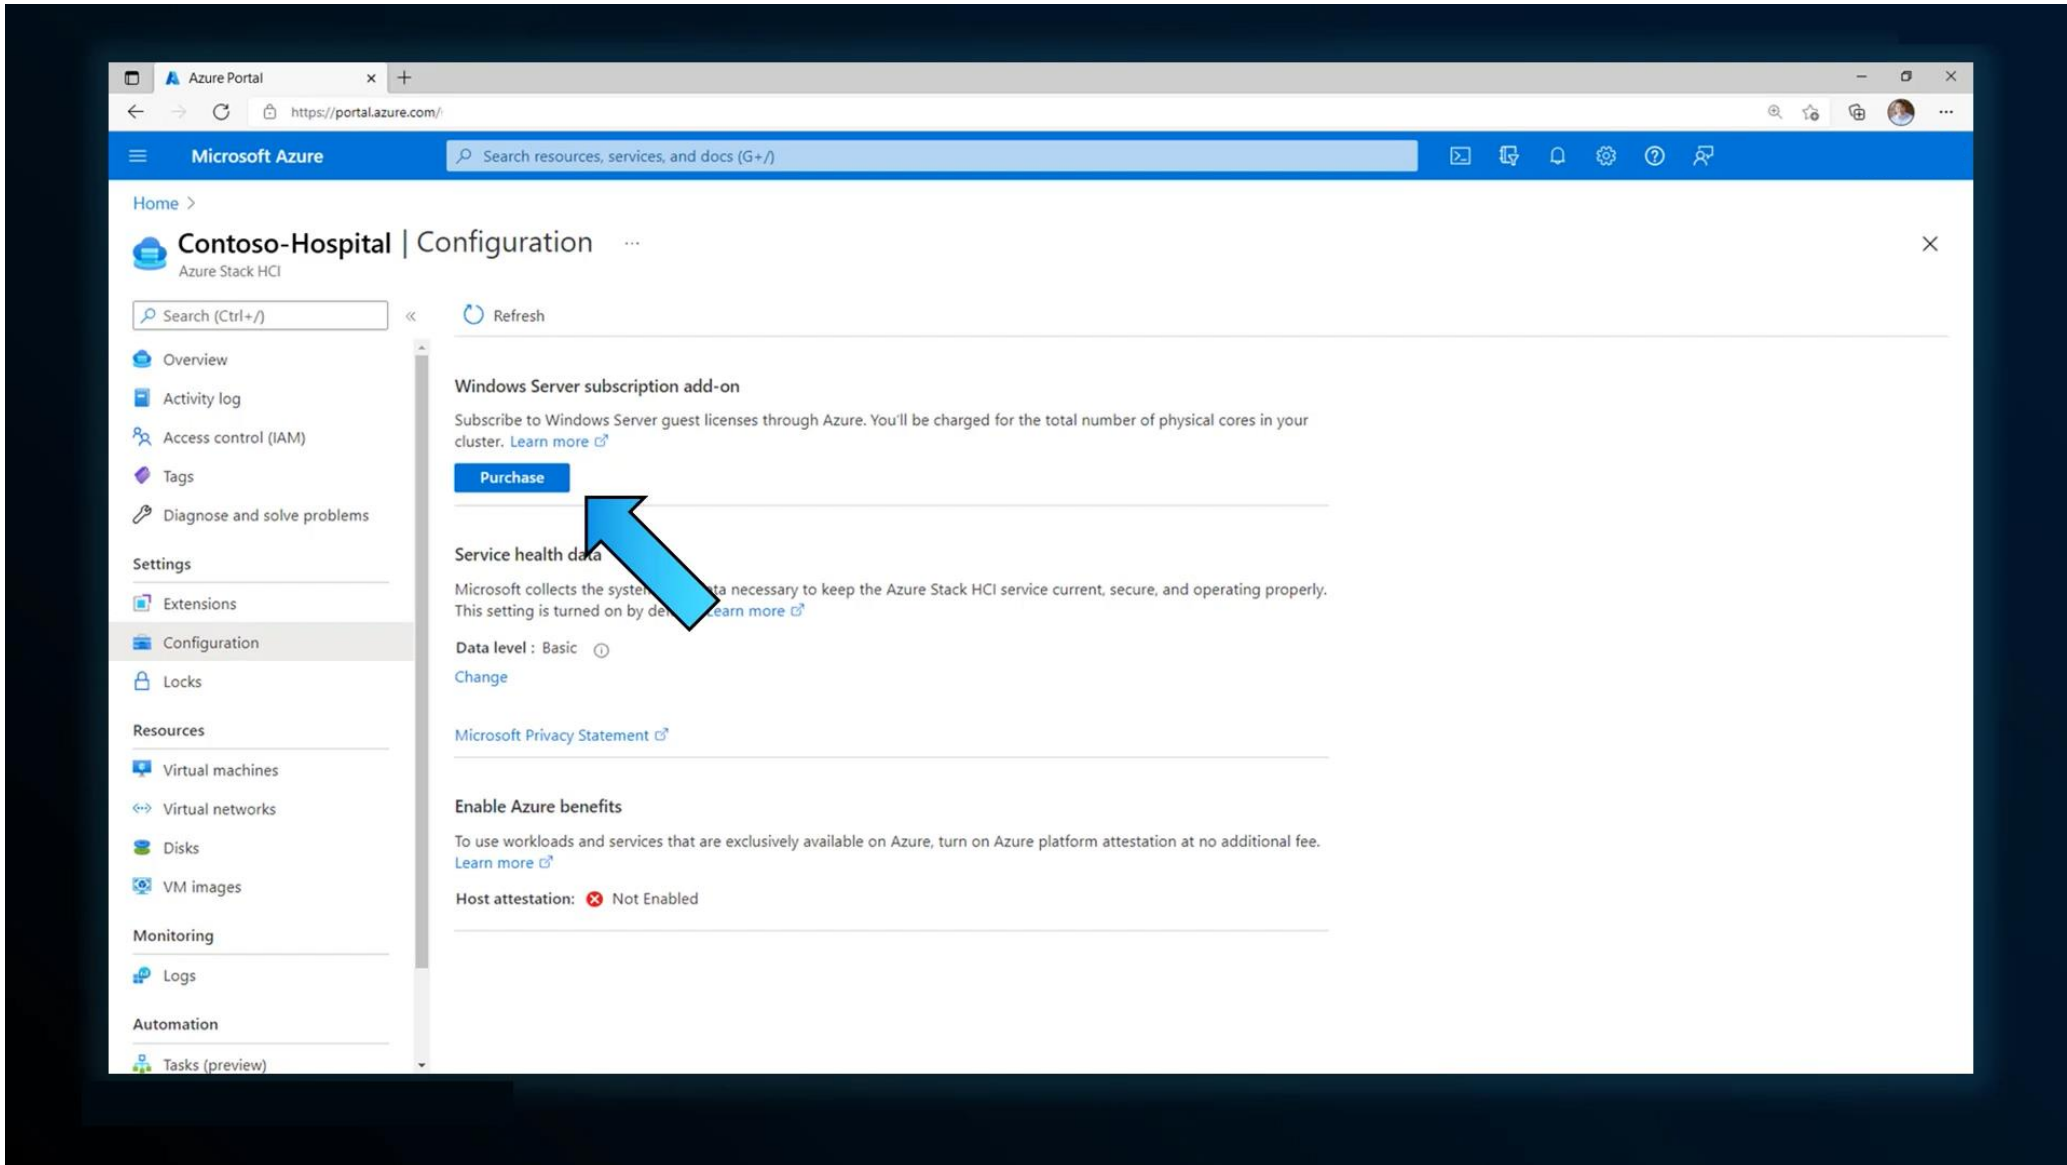 Azure Portal
https://portal.azure.com/
Microsoft Azure
Search resources, services, and docs (G+/)
Home >
Contoso-Hospital | Configuration ...
Azure Stack HCI
Search (Ctrl+/)
«
Overview
Activity log
Access control (IAM)
Tags
Diagnose and solve problems
Settings
Extensions
Configuration
Locks
Resources
Virtual machines
Virtual networks
Disks
VM images
Monitoring
Logs
Automation
Tasks (preview)
Refresh
Windows Server subscription add-on
Subscribe to Windows Server guest licenses through Azure. You'll be charged for the total number of physical cores in your
cluster. Learn more
Purchase
Service health data
Microsoft collects the system necessary to keep the Azure Stack HCI service current, secure, and operating properly.
This setting is turned on by Learn more
Data level : Basic
Change
Microsoft Privacy Statement
Enable Azure benefits
To use workloads and services that are exclusively available on Azure, turn on Azure platform attestation at no additional fee.
Learn more
Host attestation: Not Enabled